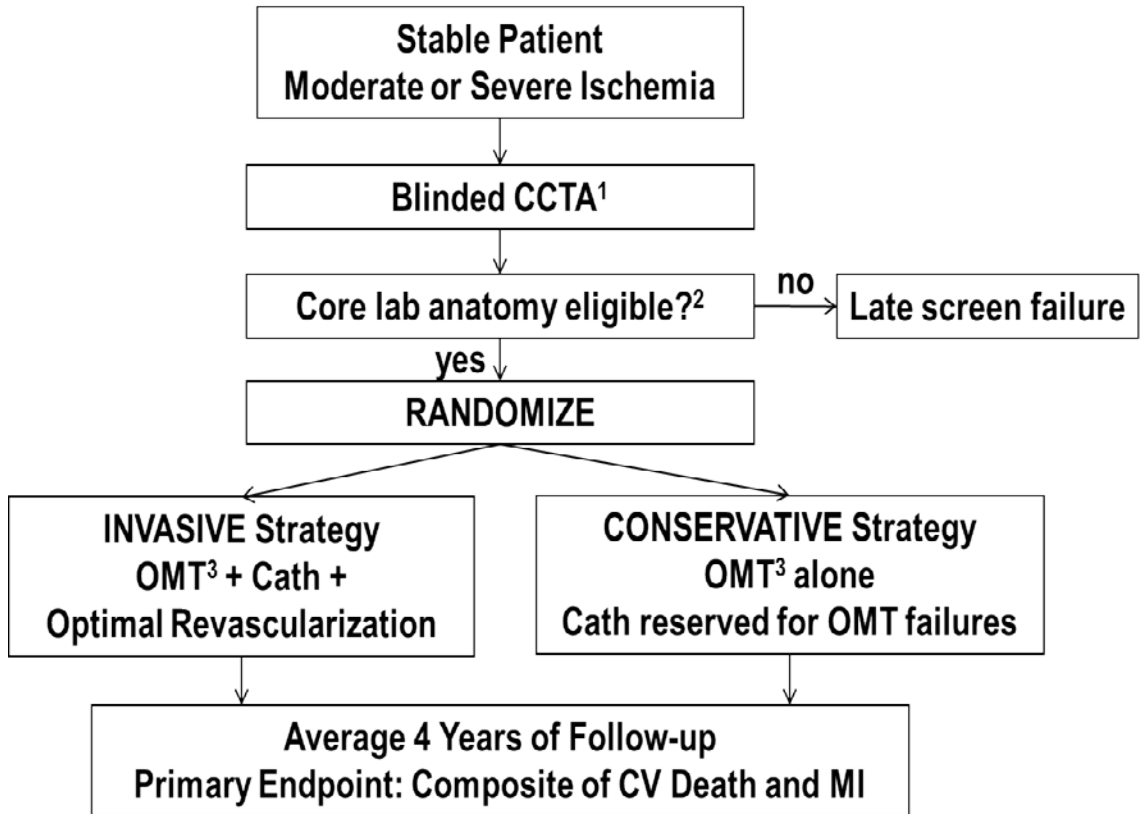 Stable Patient
Moderate or Severe Ischemia
Blinded CCTA¹
Core lab anatomy eligible?²
no
Late screen failure
yes
RANDOMIZE
INVASIVE Strategy
OMT³ + Cath +
Optimal Revascularization
CONSERVATIVE Strategy
OMT³ alone
Cath reserved for OMT failures
Average 4 Years of Follow-up
Primary Endpoint: Composite of CV Death and MI